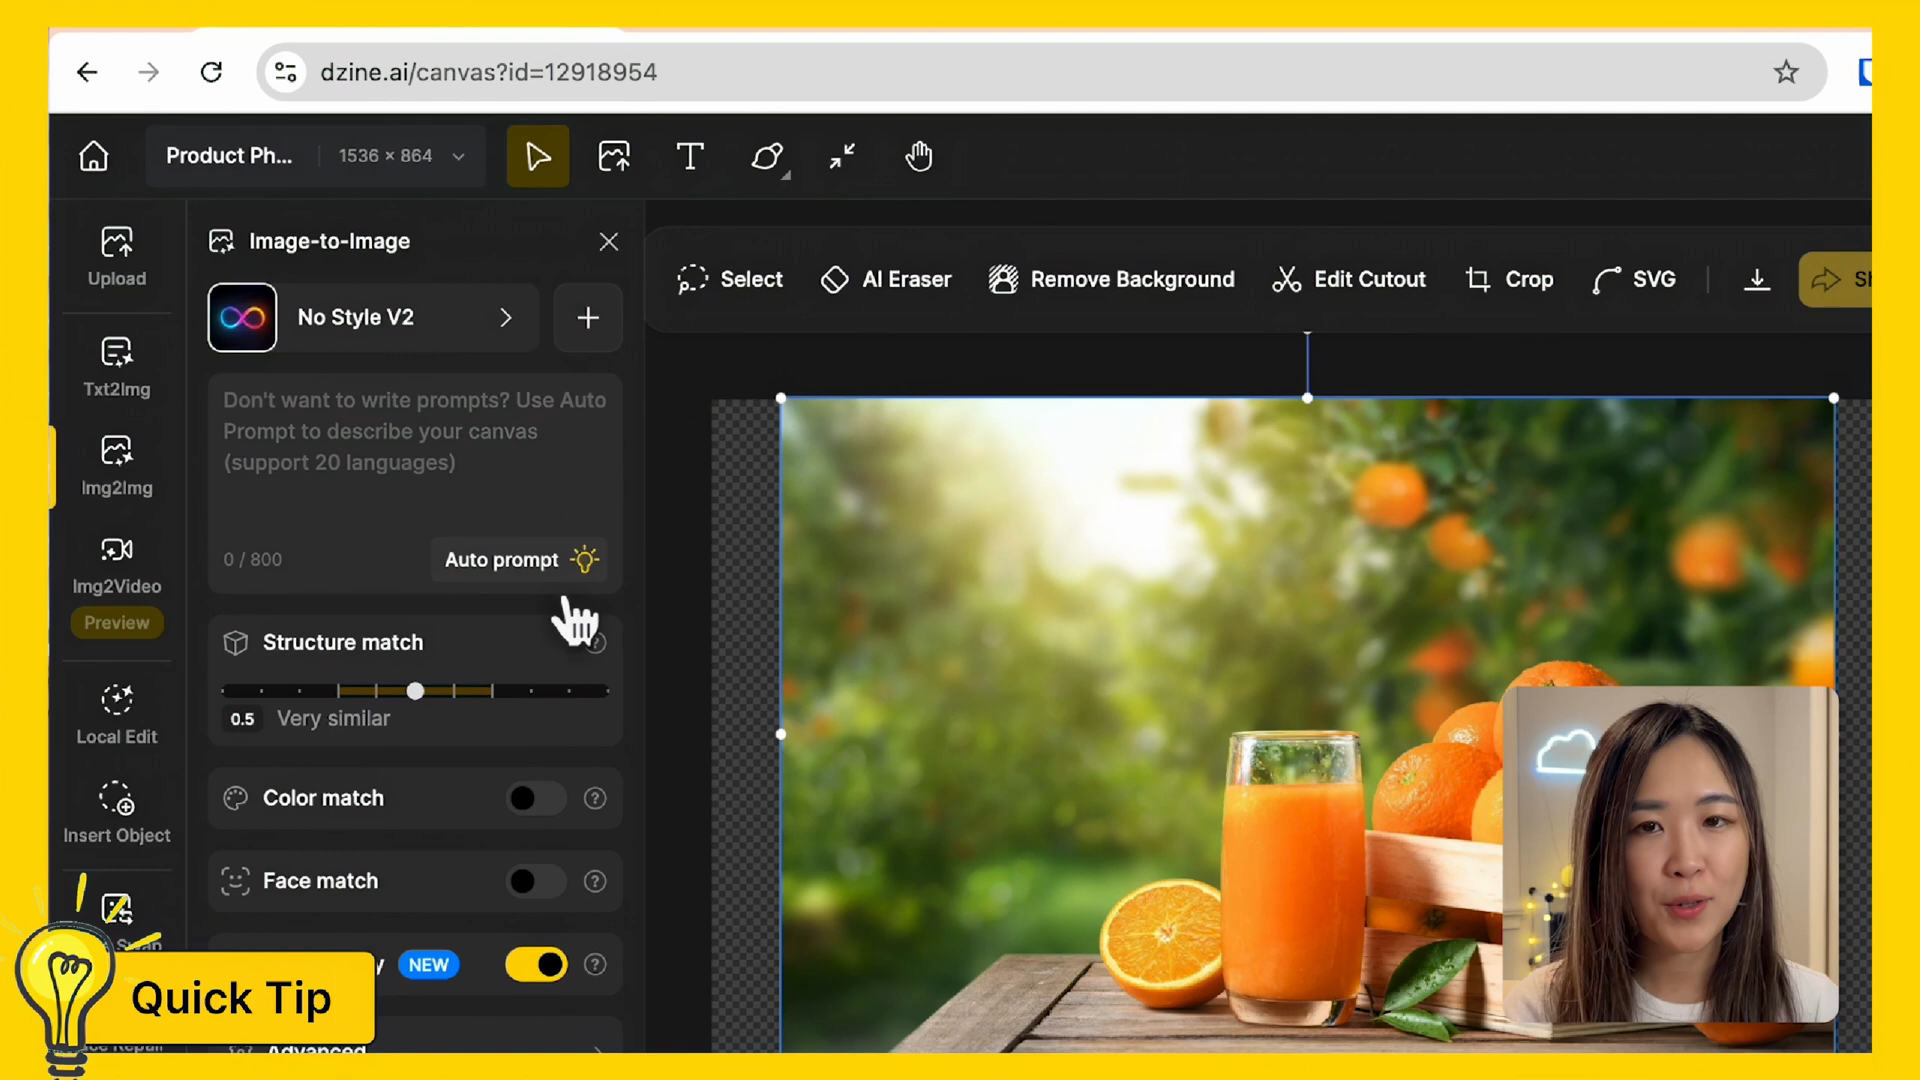 dzine.ai/canvas?id=12918954
Product Ph...
1536 × 864
T
Upload
Txt2Img
Img2Img
Img2Video
Preview
Local Edit
Insert Object
Image-to-Image
No Style V2
Don't want to write prompts? Use Auto
Prompt to describe your canvas
(support 20 languages)
0 / 800
Auto prompt
Structure match
0.5
Very similar
Color match
Face match
y
NEW
Advanced
Select
AI Eraser
Remove Background
Edit Cutout
Crop
SVG
Quick Tip